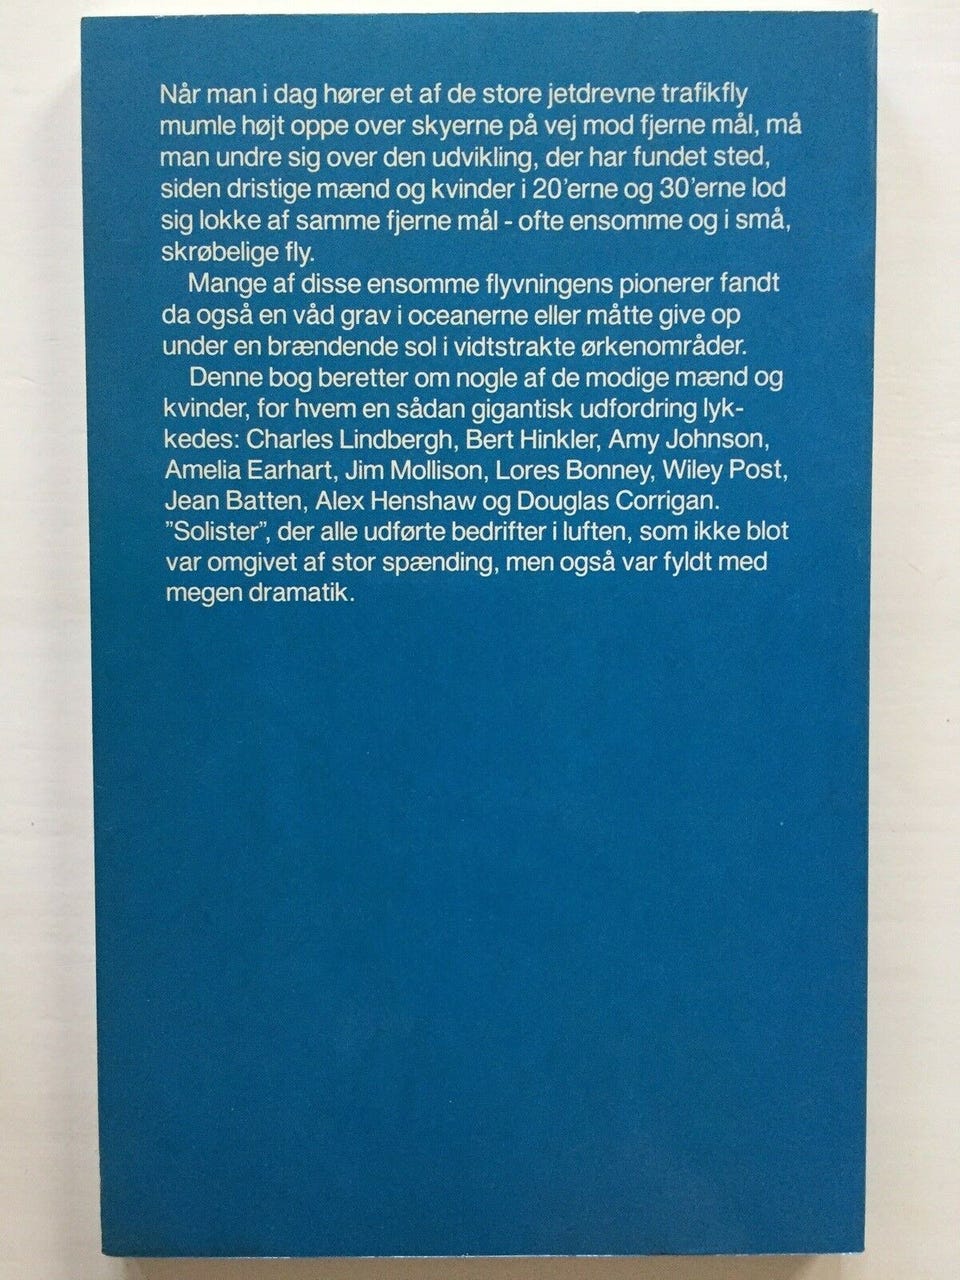 Når man i dag hører et af de store jetdrevne trafikfly
mumle højt oppe over skyerne på vej mod fjerne mål, må
man undre sig over den udvikling, der har fundet sted,
siden dristige mænd og kvinder i 20'erne og 30'erne lod
sig lokke af samme fjerne mål - ofte ensomme og i små,
skrøbelige fly.
Mange af disse ensomme flyvningens pionerer fandt
da også en våd grav i oceanerne eller måtte give op
under en brændende sol i vidtstrakte ørkenområder.
Denne bog beretter om nogle af de modige mænd og
kvinder, for hvem en sådan gigantisk udfordring lyk-
kedes: Charles Lindbergh, Bert Hinkler, Amy Johnson,
Amelia Earhart, Jim Mollison, Lores Bonney, Wiley Post,
Jean Batten, Alex Henshaw og Douglas Corrigan.
"Solister", der alle udførte bedrifter i luften, som ikke blot
var omgivet af stor spænding, men også var fyldt med
megen dramatik.